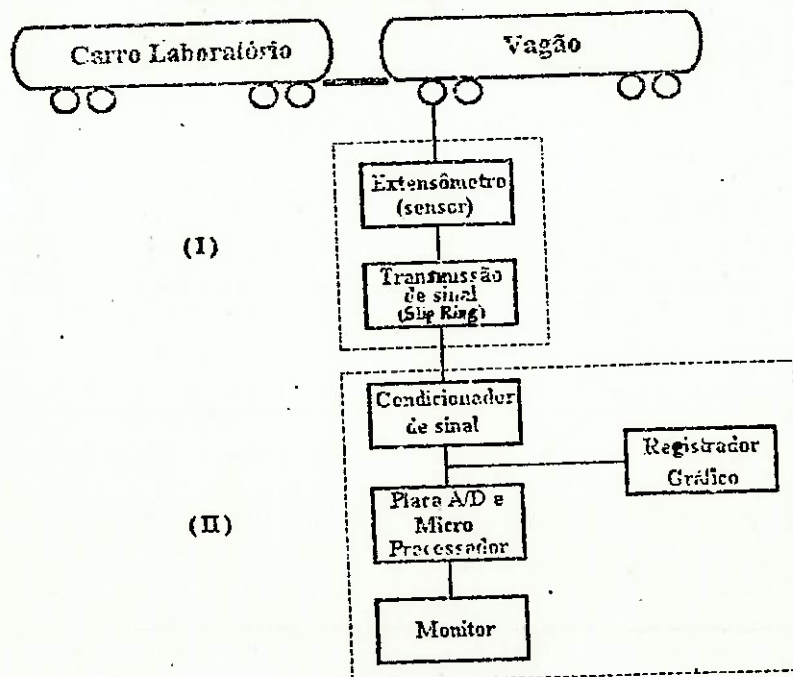 Carro Laboratório
Vagão
Extensômetro
(sensor)
(I)
Transmissão
de sinal
(Slip Ring)
Condicionador
de sinal
Registrador
Gráfico
Placa A/D e
Micro
Processador
(II)
Monitor